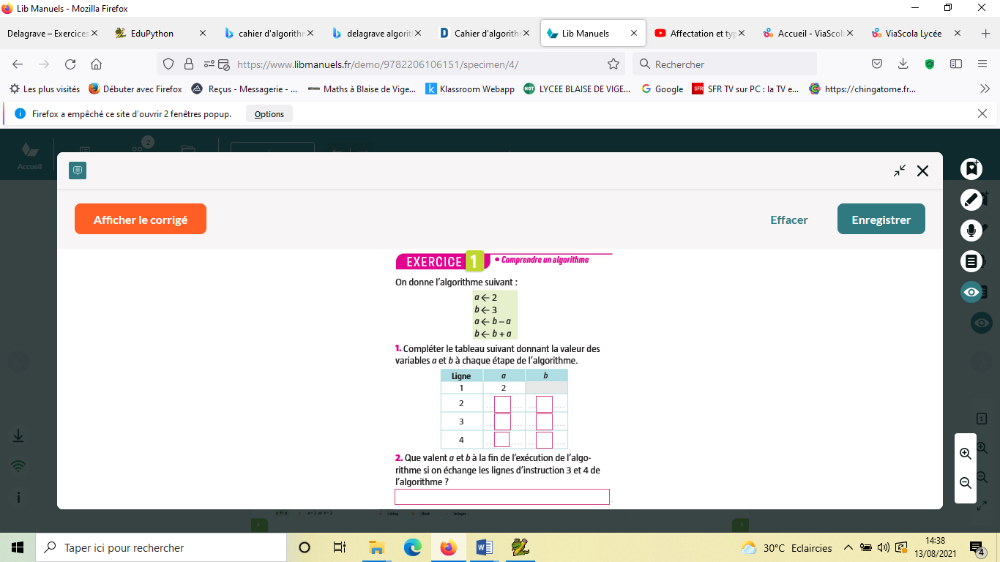 Lib Manuels - Mozilla Firefox
Delagrave – Exercices
EduPython
cahier d'algorithr
delagrave algorit
Cahier d'algorith
Lib Manuels
Affectation et typ
Accueil - ViaScola
ViaScola Lycée
https://www.libmanuels.fr/demo/9782206106151/specimen/4/
Rechercher
Les plus visités
Débuter avec Firefox
Reçus - Messagerie - ...
Maths à Blaise de Vige...
Klassroom Webapp
LYCEE BLAISE DE VIGE...
Google
SFR TV sur PC : la TV e...
https://chingatome.fr...
Firefox a empêché ce site d'ouvrir 2 fenêtres popup.
Options
2
Accueil
Afficher le corrigé
Effacer
Enregistrer
EXERCICE 1 • Comprendre un algorithme
On donne l'algorithme suivant :
a ← 2
b ← 3
a ← b – a
b ← b + a
1. Compléter le tableau suivant donnant la valeur des
variables a et b à chaque étape de l'algorithme.
Ligne a b
1 2
2
3
4
2. Que valent a et b à la fin de l'exécution de l'algo-
rithme si on échange les lignes d'instruction 3 et 4 de
l'algorithme ?
Taper ici pour rechercher
30°C Eclaircies
14:38
13/08/2021
4